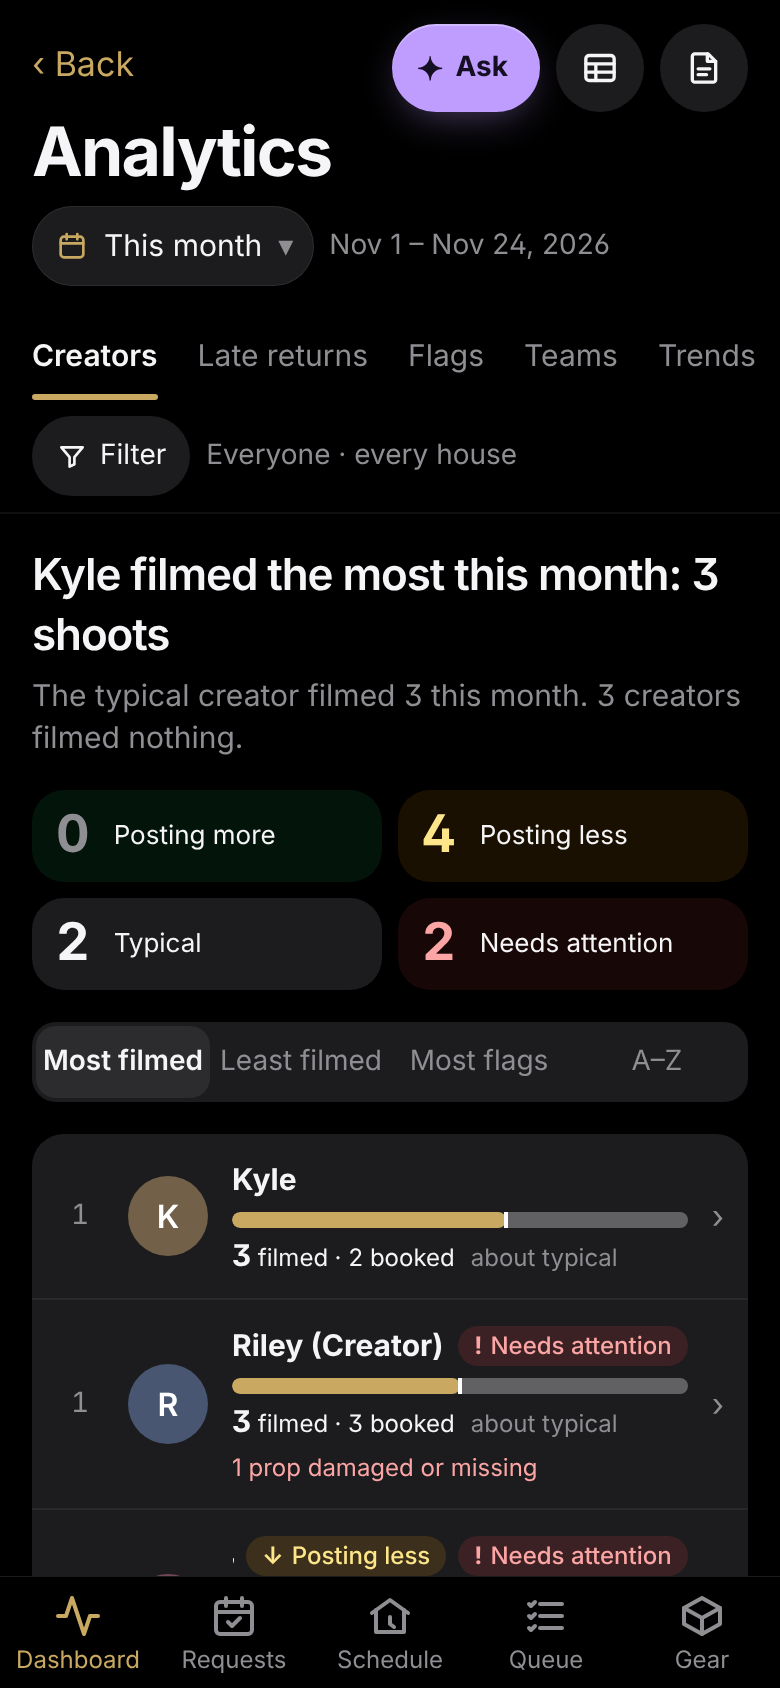 ‹ Back
Ask
Analytics
This month ▾
Nov 1 – Nov 24, 2026
Creators
Late returns
Flags
Teams
Trends
Filter
Everyone · every house
Kyle filmed the most this month: 3
shoots
The typical creator filmed 3 this month. 3 creators
filmed nothing.
0 Posting more
4 Posting less
2 Typical
2 Needs attention
Most filmed
Least filmed
Most flags
A–Z
1
K
Kyle
3 filmed · 2 booked about typical
›
1
R
Riley (Creator)
! Needs attention
3 filmed · 3 booked about typical
›
1 prop damaged or missing
↓ Posting less
! Needs attention
Dashboard
Requests
Schedule
Queue
Gear